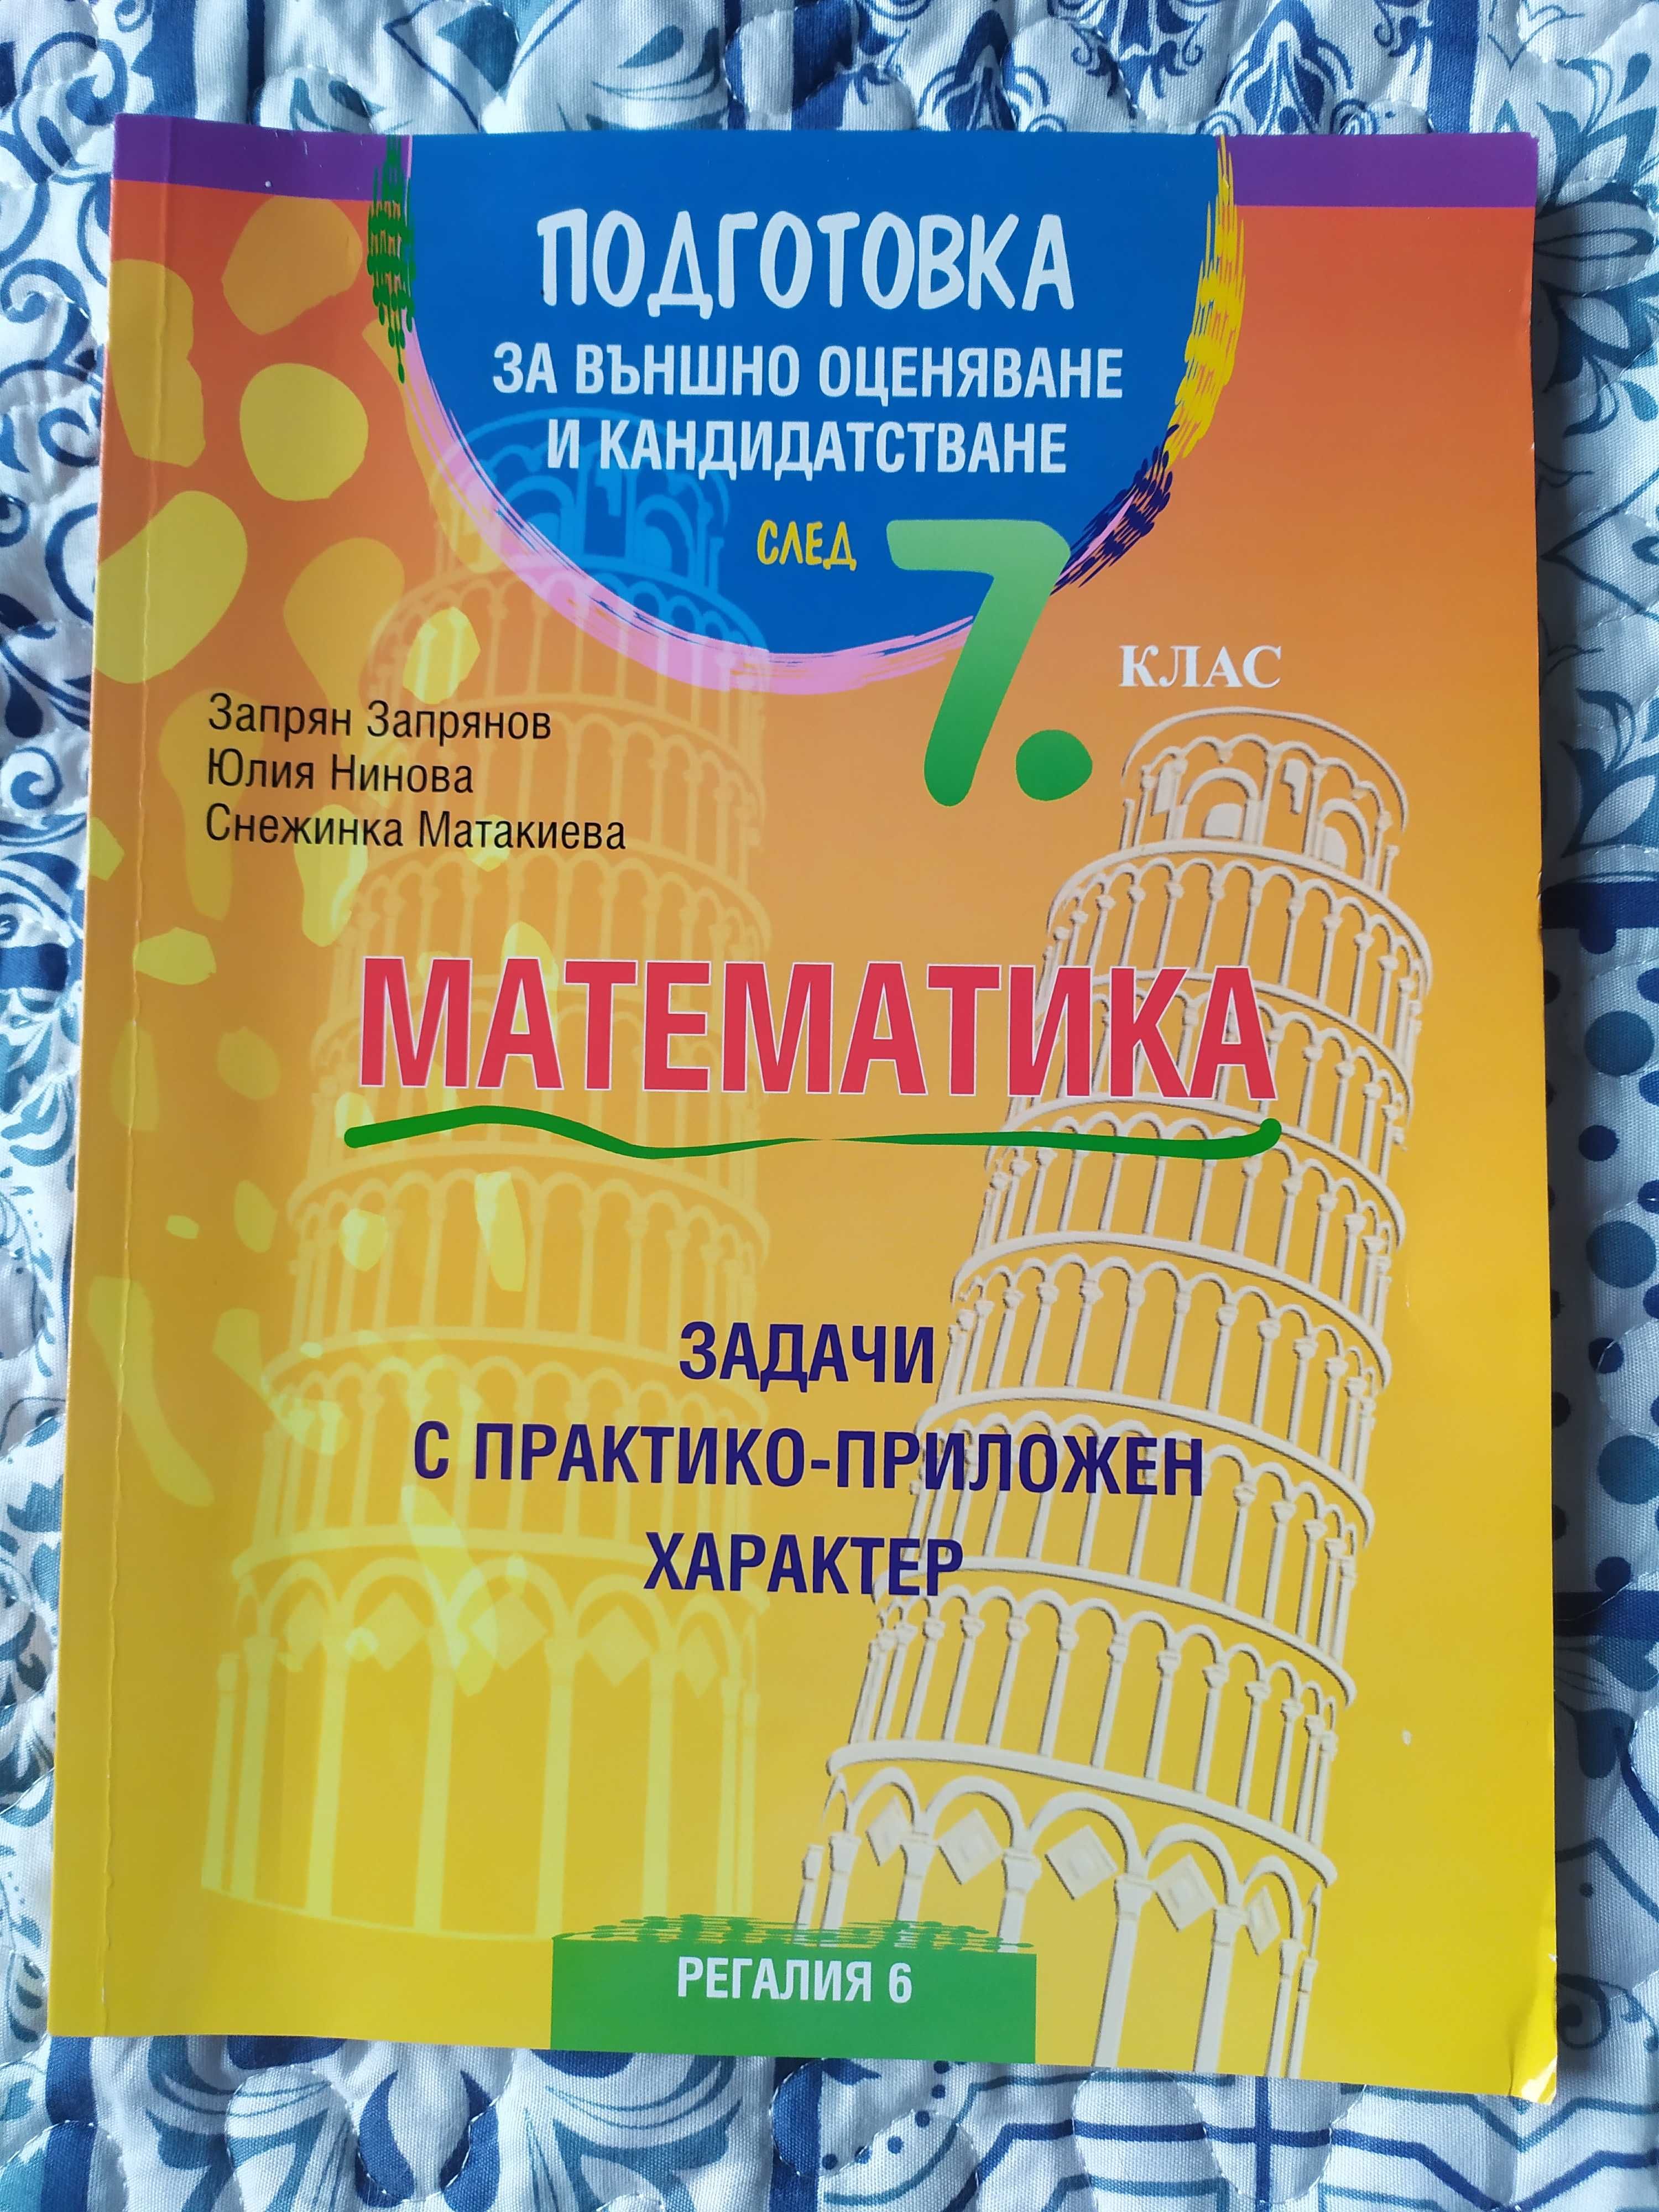 ПОДГОТОВКА
ЗА ВЪНШНО ОЦЕНЯВАНЕ
И КАНДИДАТСТВАНЕ
СЛЕД 7.
КЛАС
Запрян Запрянов
Юлия Нинова
Снежинка Матакиева
МАТЕМАТИКА
ЗАДАЧИ
С ПРАКТИКО-ПРИЛОЖЕН
ХАРАКТЕР
РЕГАЛИЯ 6